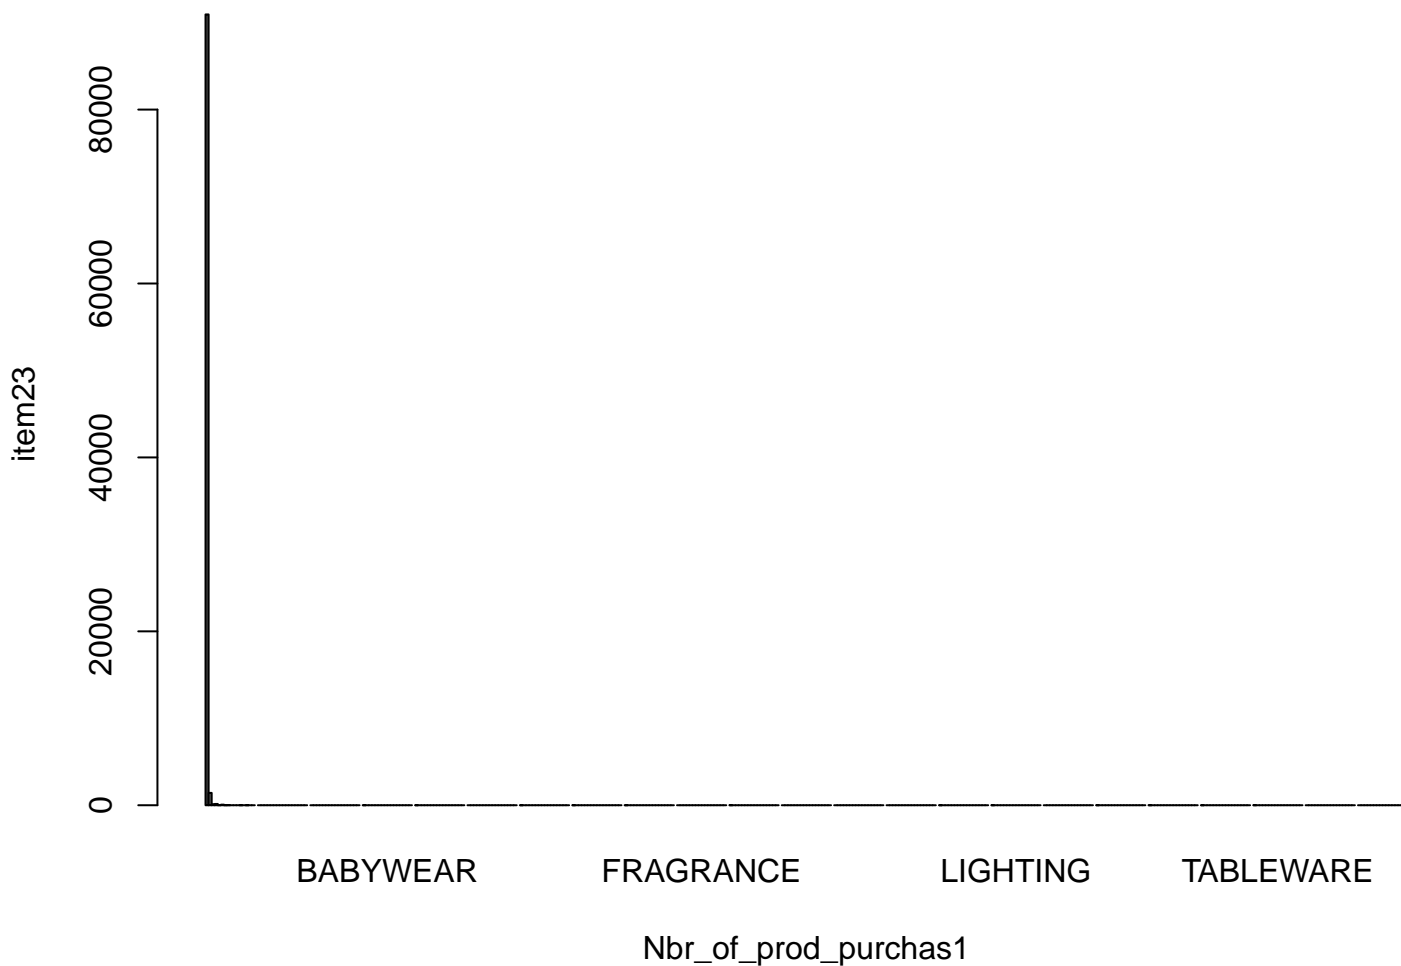 80000
60000
40000
20000
0
item23
BABYWEAR FRAGRANCE LIGHTING TABLEWARE
Nbr_of_prod_purchas1